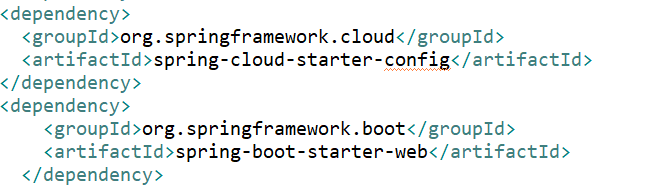 <dependency>
<groupId>org.springframework.cloud</groupId>
<artifactId>spring-cloud-starter-config</artifactId>
</dependency>
<dependency>
<groupId>org.springframework.boot</groupId>
<artifactId>spring-boot-starter-web</artifactId>
</dependency>